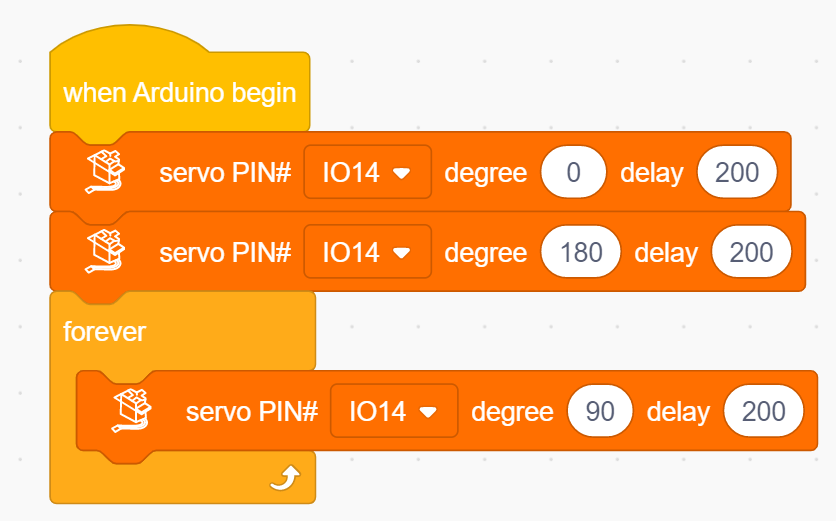 when Arduino begin
servo PIN# IO14 degree 0 delay 200
servo PIN# IO14 degree 180 delay 200
forever
servo PIN# IO14 degree 90 delay 200